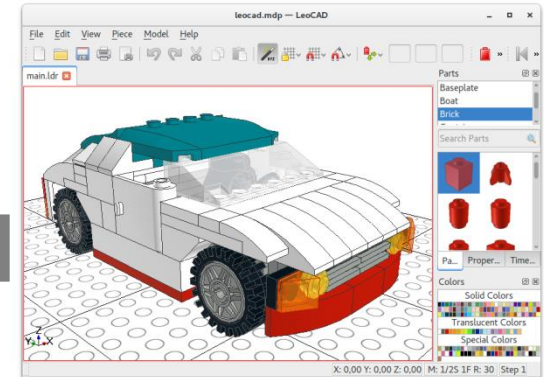 leocad.mdp — LeoCAD
File Edit View Piece Model Help
main.ldr
Parts
Baseplate
Boat
Brick
Search Parts
Pa... Proper... Time...
Colors
Solid Colors
Translucent Colors
Special Colors
Z
Y X
X: 0,00 Y: 0,00 Z: 0,00 M: 1/2S 1F R: 30 Step 1